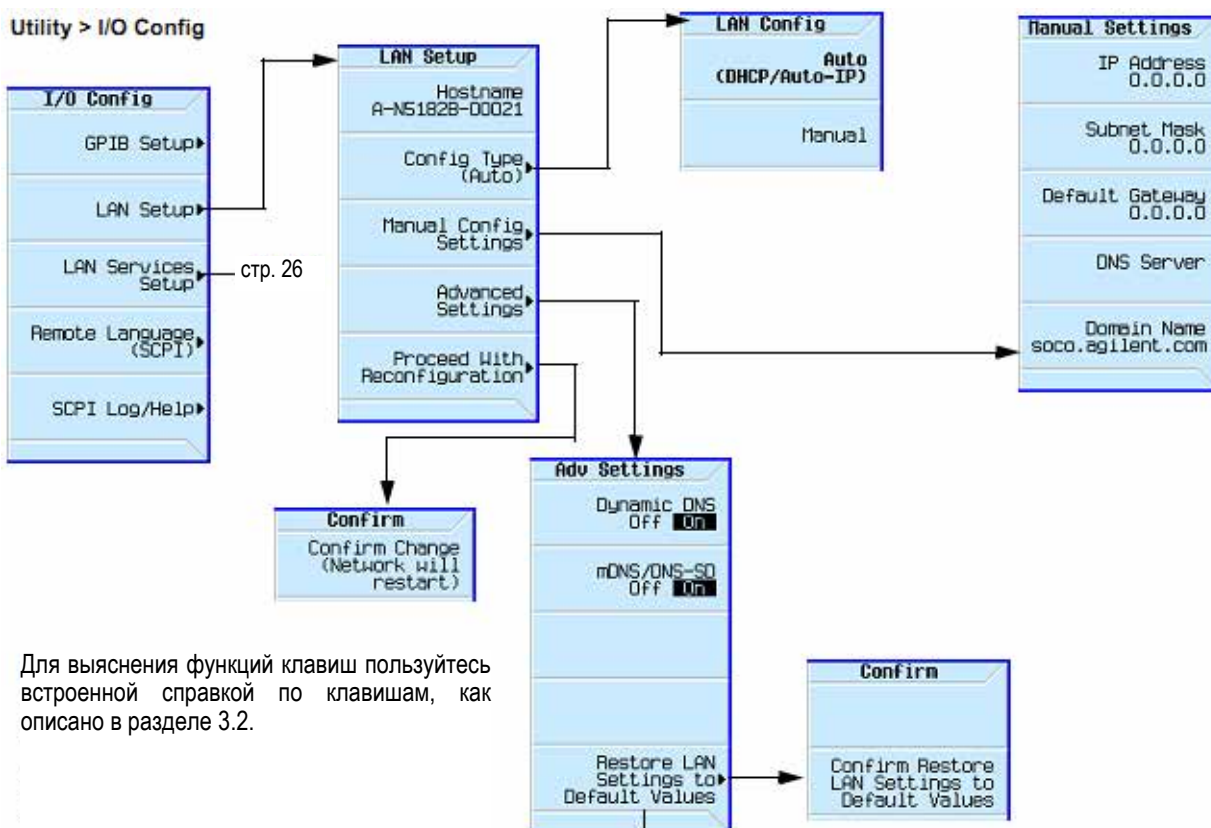 Utility > I/O Config
I/O Config
GPIB Setup
LAN Setup
LAN Services
Setup
стр. 26
Remote Language
(SCPI)
SCPI Log/Help
LAN Setup
Hostname
A-N5182B-00021
Config Type
(Auto)
Manual Config
Settings
Advanced
Settings
Proceed With
Reconfiguration
LAN Config
Auto
(DHCP/Auto-IP)
Manual
Manual Settings
IP Address
0.0.0.0
Subnet Mask
0.0.0.0
Default Gateway
0.0.0.0
DNS Server
Domain Name
soco.agilent.com
Confirm
Confirm Change
(Network will
restart)
Adv Settings
Dynamic DNS
Off On
mDNS/DNS-SD
Off On
Restore LAN
Settings to
Default Values
Confirm
Confirm Restore
LAN Settings to
Default Values
Для выяснения функций клавиш пользуйтесь
встроенной справкой по клавишам, как
описано в разделе 3.2.